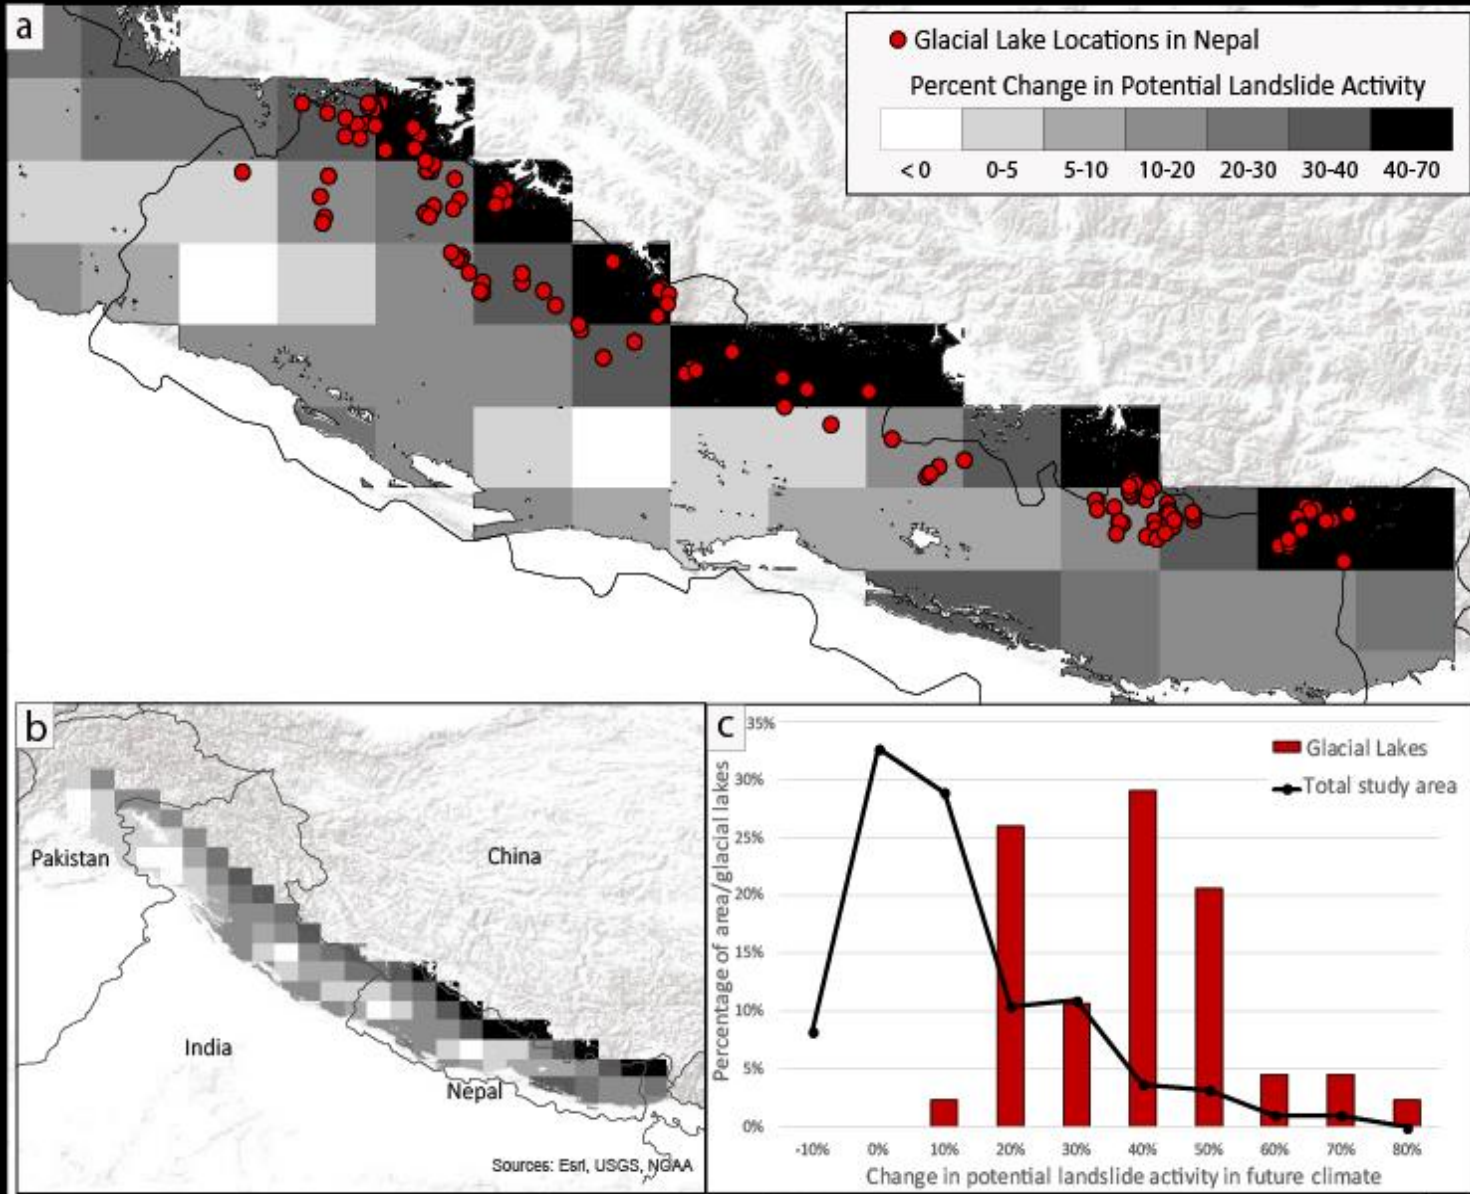 a
Glacial Lake Locations in Nepal
Percent Change in Potential Landslide Activity
< 0 0-5 5-10 10-20 20-30 30-40 40-70
b
Pakistan
China
India
Nepal
Sources: Esri, USGS, NOAA
c
Glacial Lakes
Total study area
Percentage of area/glacial lakes
35%
30%
25%
20%
15%
10%
5%
0%
-10% 0% 10% 20% 30% 40% 50% 60% 70% 80%
Change in potential landslide activity in future climate